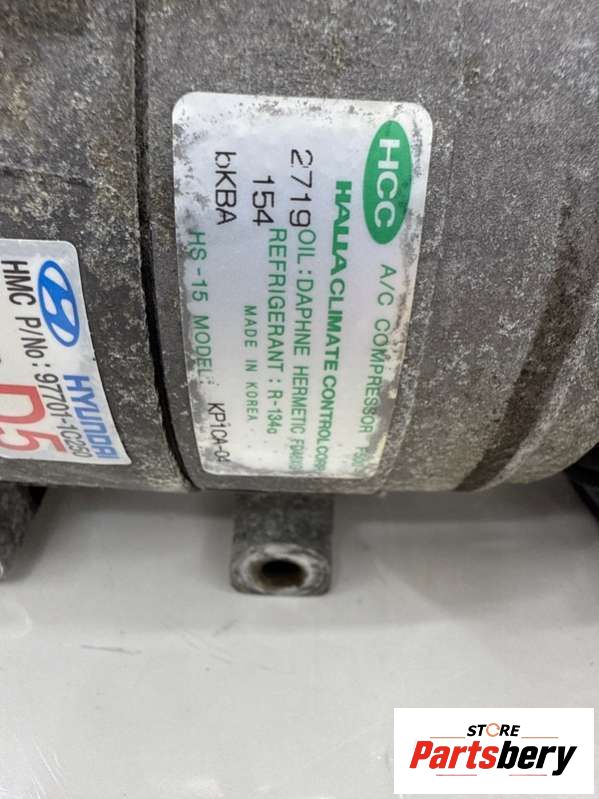 HCC
A/C COMPRESSOR
HALLA CLIMATE CONTROL CORP
2719
OIL : DAPHNE HERMETIC
154
REFRIGERANT : R-134a
bKBA
MADE IN KOREA
HS-15 MODEL:
HYUNDAI
HMC P/No: 97701-1C250
D5
STORE
Partsbery